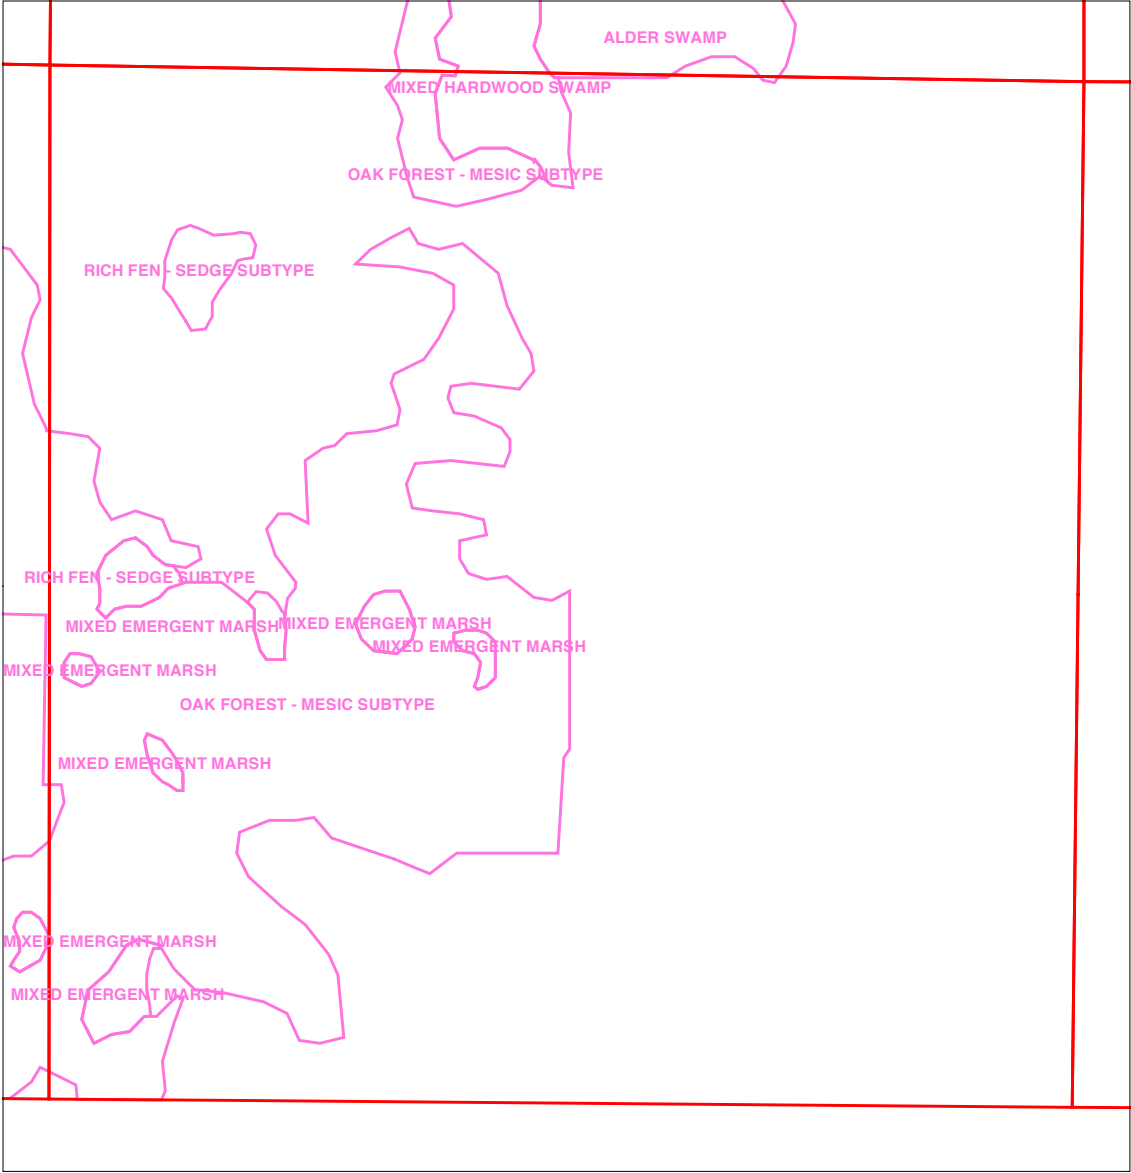 ALDER SWAMP
MIXED HARDWOOD SWAMP
OAK FOREST - MESIC SUBTYPE
RICH FEN - SEDGE SUBTYPE
RICH FEN - SEDGE SUBTYPE
MIXED EMERGENT MARSH
MIXED EMERGENT MARSH
MIXED EMERGENT MARSH
MIXED EMERGENT MARSH
OAK FOREST - MESIC SUBTYPE
MIXED EMERGENT MARSH
MIXED EMERGENT MARSH
MIXED EMERGENT MARSH